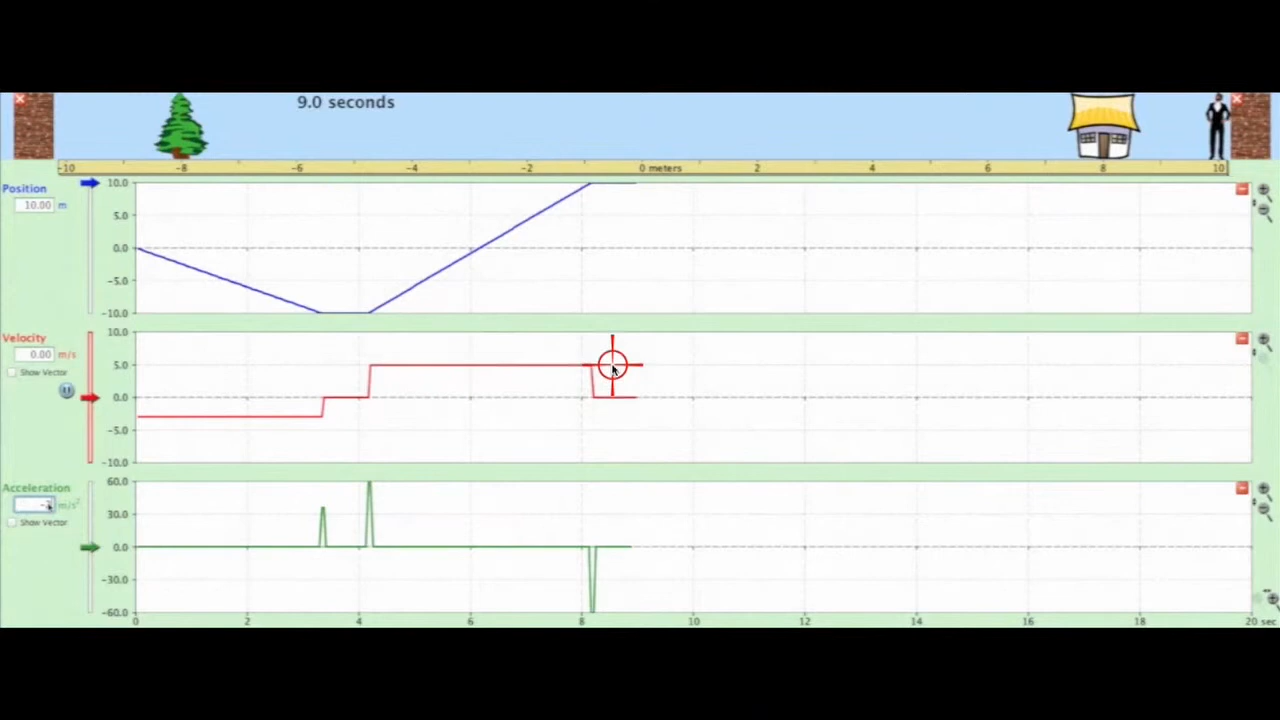 9.0 seconds
-10 -8 -6 -4 -2 0 meters 2 4 6 8 10
Position
10.00 m
10.0
5.0
0.0
-5.0
-10.0
Velocity
0.00 m/s
Show Vector
10.0
5.0
0.0
-5.0
-10.0
Acceleration
m/s²
Show Vector
60.0
30.0
0.0
-30.0
-60.0
0 2 4 6 8 10 12 14 16 18 20 sec